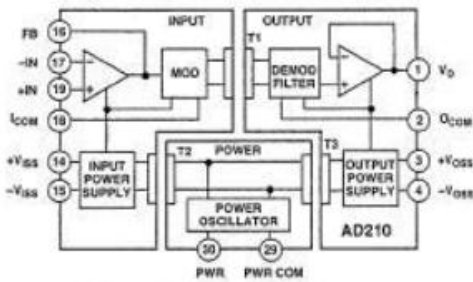 INPUT
OUTPUT
FB 16
T1
−IN 17
+IN 19
MOD
DEMOD
FILTER
1 VO
ICOM 18
2 OCOM
T2
POWER
T3
+VISS 14
−VISS 15
INPUT
POWER
SUPPLY
POWER
OSCILLATOR
OUTPUT
POWER
SUPPLY
3 +VOSS
4 −VOSS
AD210
30
29
PWR
PWR COM